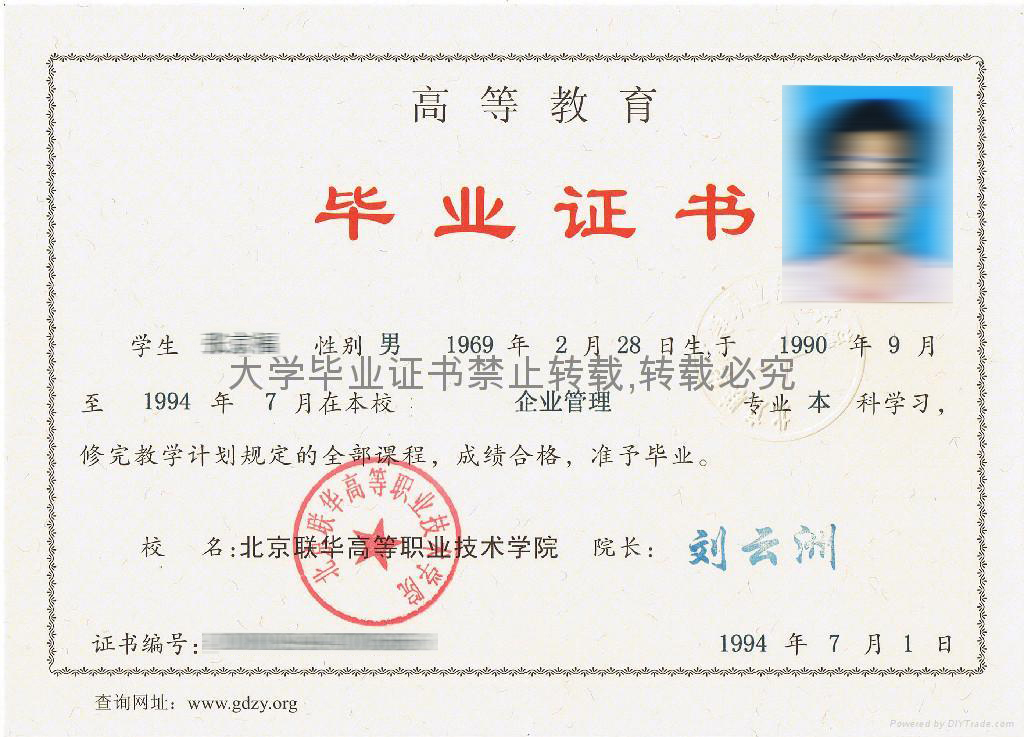 高等教育
毕业证书
学生 性别 男 1969 年 2 月 28 日生,于 1990 年 9 月
大学毕业证书禁止转载,转载必究
至 1994 年 7 月在本校 企业管理 专业 本 科学习，
修完教学计划规定的全部课程，成绩合格，准予毕业。
北京联华高等职业技术学院
校 名:北京联华高等职业技术学院 院长： 刘云洲
证书编号： 1994 年 7 月 1 日
查询网址：www.gdzy.org
Powered by DIYTrade.com